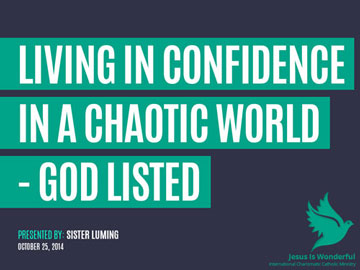 LIVING IN CONFIDENCE
IN A CHAOTIC WORLD
- GOD LISTED
PRESENTED BY: SISTER LUMING
OCTOBER 25, 2014
Jesus Is Wonderful
International Charismatic Catholic Ministry